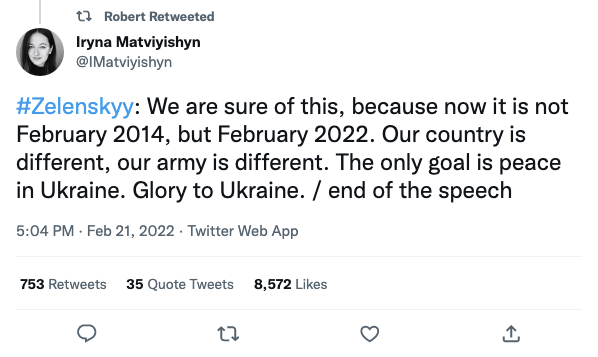 Robert Retweeted
Iryna Matviyishyn
@IMatviyishyn
#Zelenskyy: We are sure of this, because now it is not
February 2014, but February 2022. Our country is
different, our army is different. The only goal is peace
in Ukraine. Glory to Ukraine. / end of the speech
5:04 PM · Feb 21, 2022 · Twitter Web App
753 Retweets 35 Quote Tweets 8,572 Likes